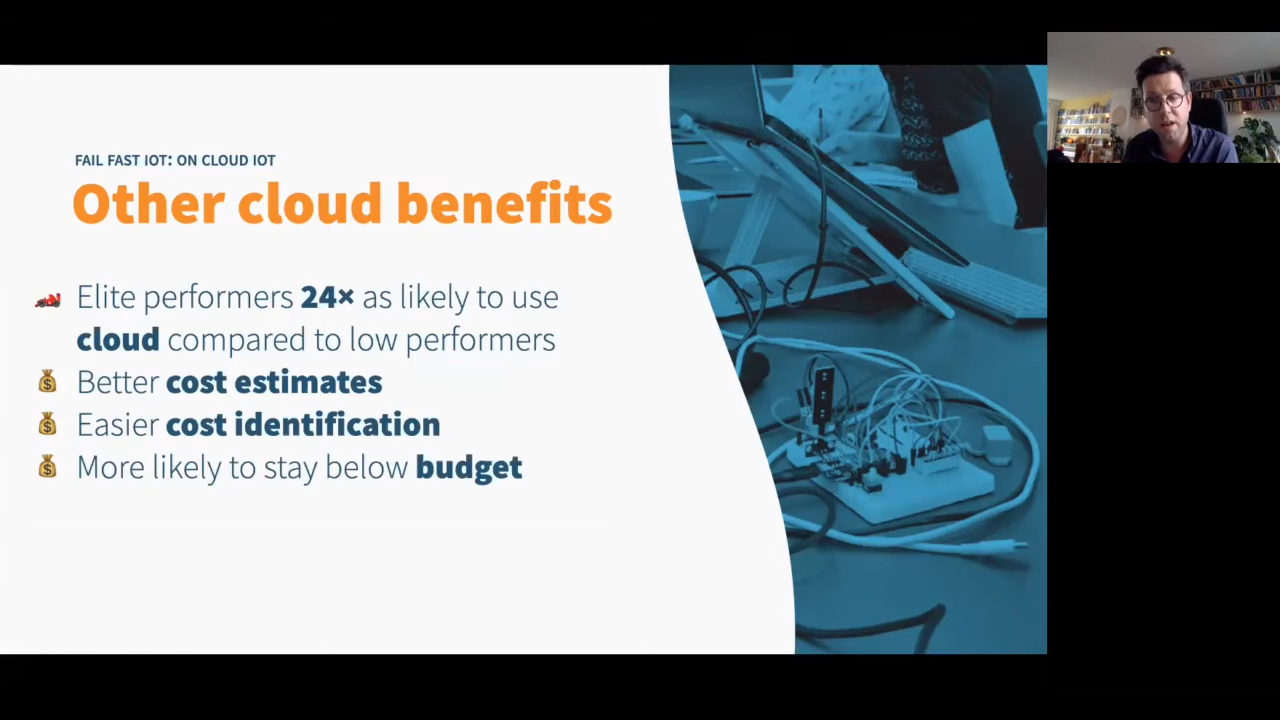 FAIL FAST IOT: ON CLOUD IOT
Other cloud benefits
Elite performers 24× as likely to use
cloud compared to low performers
Better cost estimates
Easier cost identification
More likely to stay below budget